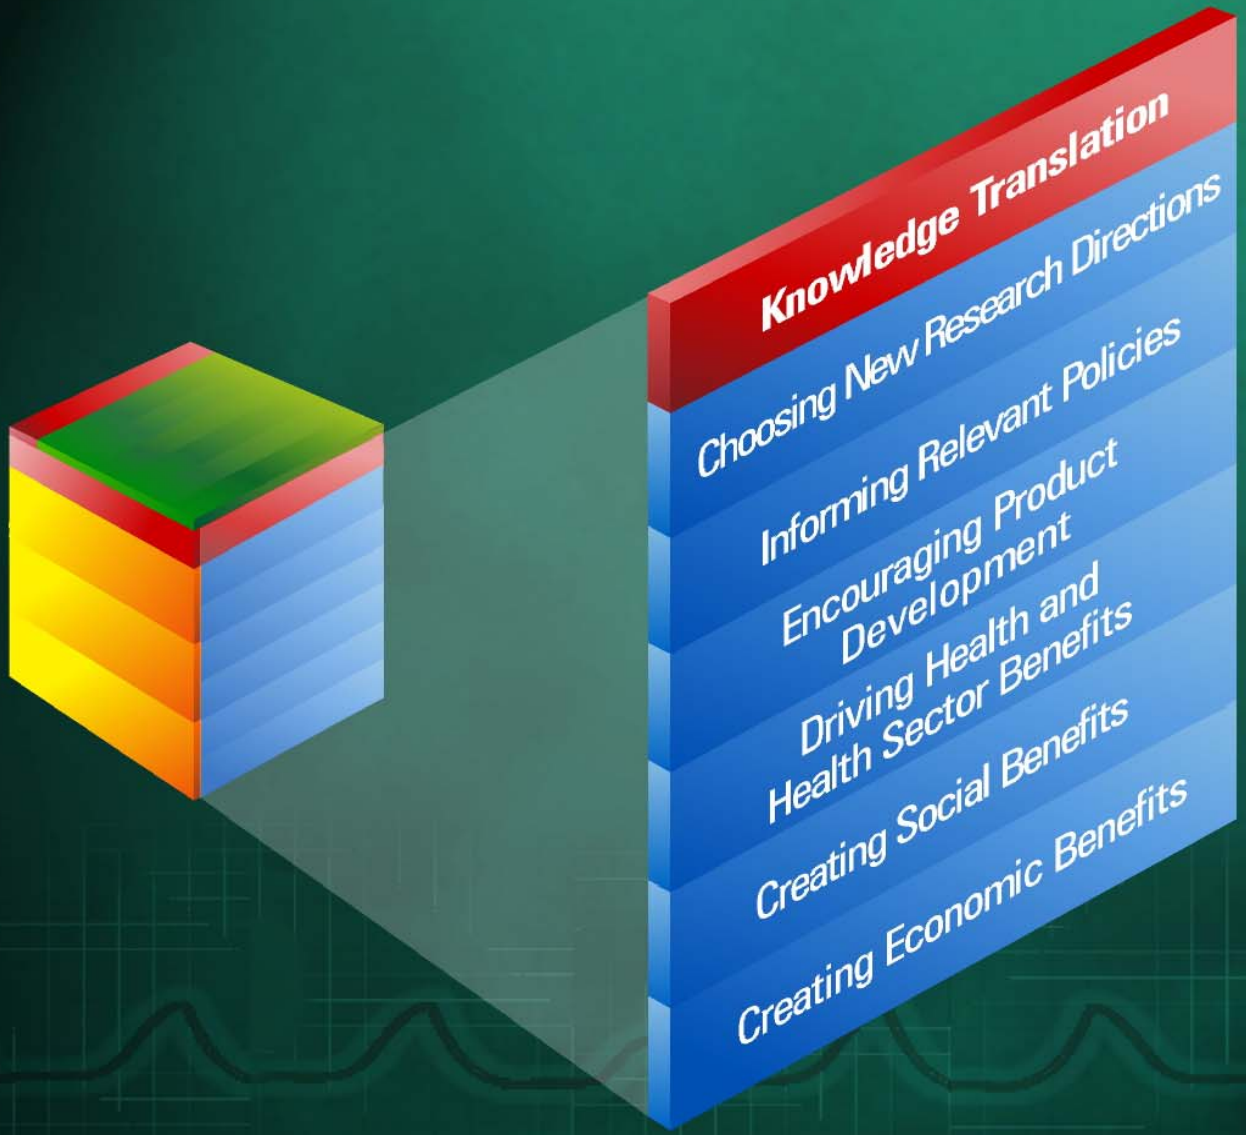 Knowledge Translation
Choosing New Research Directions
Informing Relevant Policies
Encouraging Product
Development
Driving Health and
Health Sector Benefits
Creating Social Benefits
Creating Economic Benefits